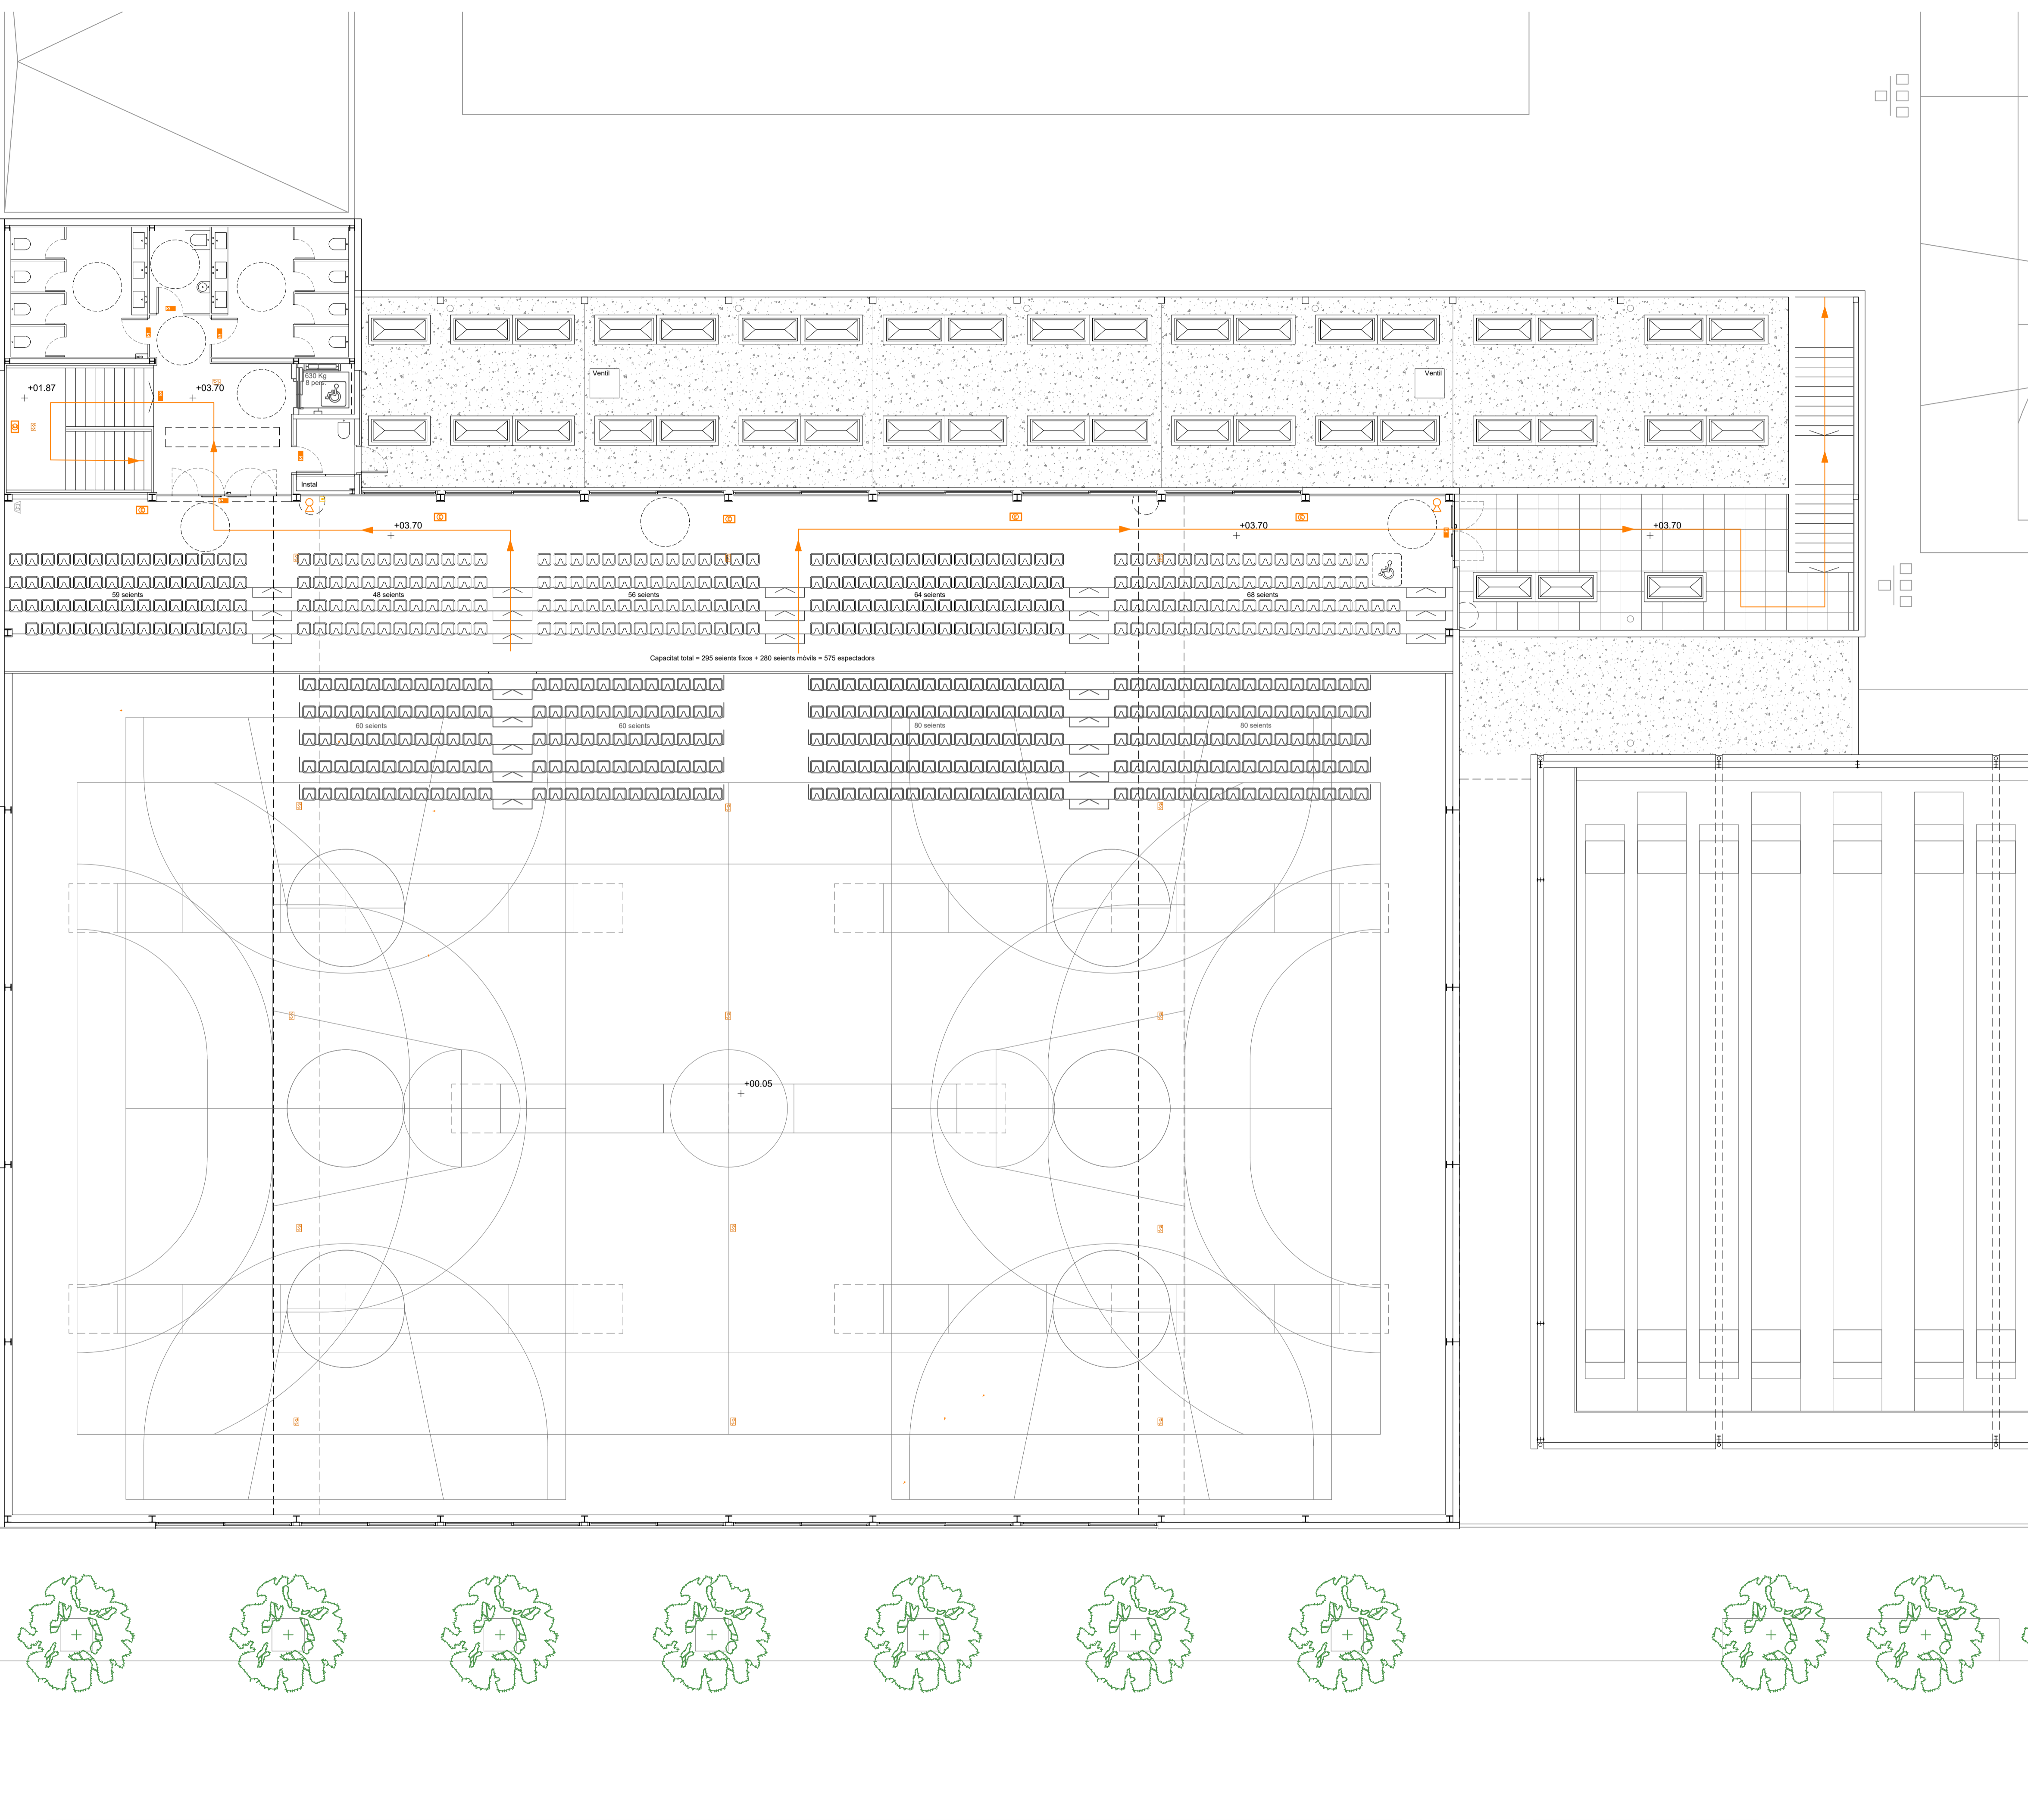 630 Kg
8 pers.
Ventil
Ventil
+01.87
+03.70
Instal
+03.70
+03.70
+03.70
59 seients
48 seients
56 seients
64 seients
68 seients
Capacitat total = 295 seients fixos + 280 seients mòvils = 575 espectadors
60 seients
60 seients
80 seients
80 seients
+00.05